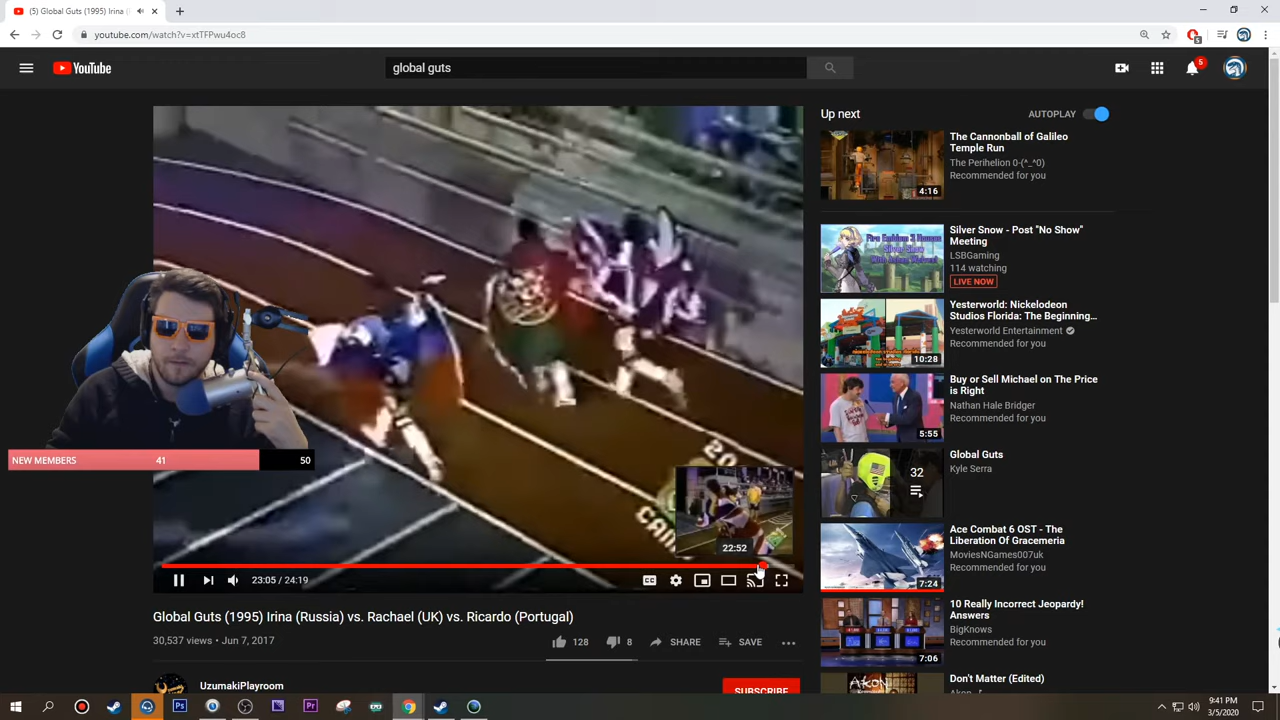 (5) Global Guts (1995) Irina (
youtube.com/watch?v=xtTFPwu4oc8
5
YouTube
global guts
5
Up next
AUTOPLAY
The Cannonball of Galileo
Temple Run
The Perihelion 0-(^_^0)
Recommended for you
4:16
Silver Snow - Post "No Show"
Meeting
LSBGaming
114 watching
LIVE NOW
Yesterworld: Nickelodeon
Studios Florida: The Beginning...
Yesterworld Entertainment
Recommended for you
10:28
Buy or Sell Michael on The Price
is Right
Nathan Hale Bridger
Recommended for you
5:55
NEW MEMBERS 41 50
Global Guts
Kyle Serra
32
22:52
Ace Combat 6 OST - The
Liberation Of Gracemeria
MoviesNGames007uk
Recommended for you
7:24
23:05 / 24:19
CC
10 Really Incorrect Jeopardy!
Answers
BigKnows
Recommended for you
7:06
Global Guts (1995) Irina (Russia) vs. Rachael (UK) vs. Ricardo (Portugal)
30,537 views • Jun 7, 2017
128 8 SHARE SAVE
Don't Matter (Edited)
UzumakiPlayroom
SUBSCRIBE
9:41 PM
3/5/2020